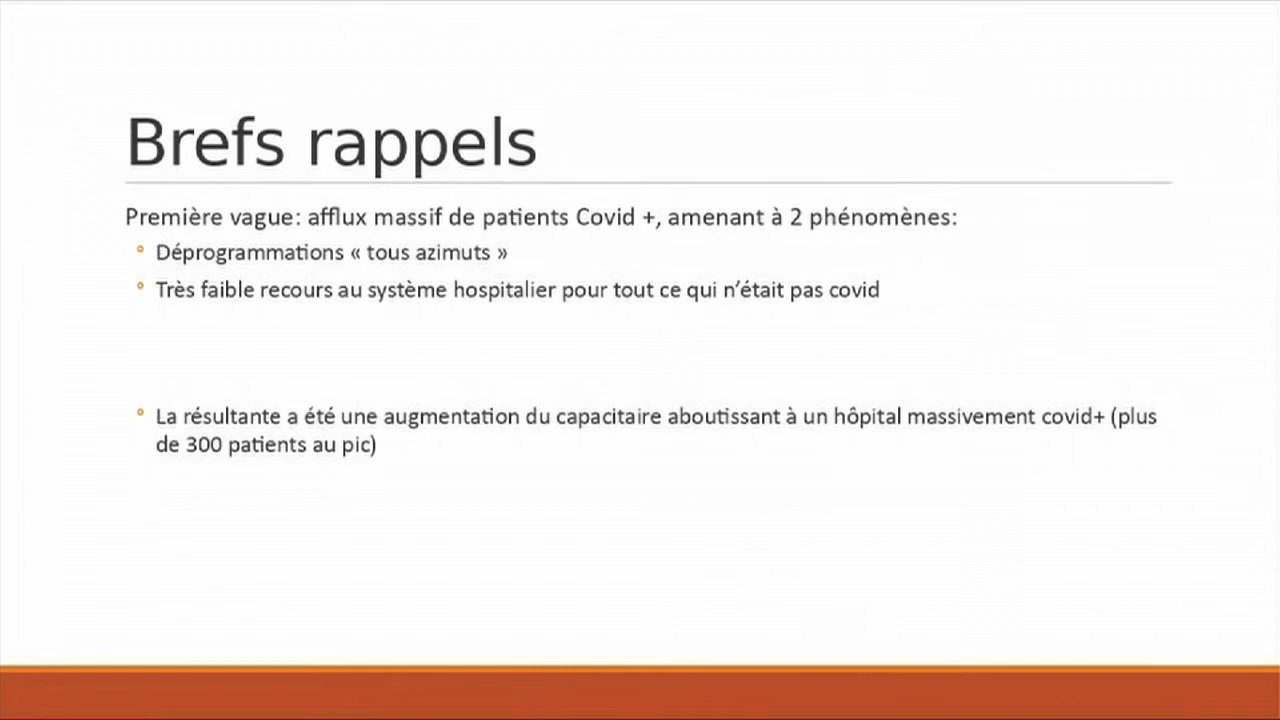 Brefs rappels
Première vague: afflux massif de patients Covid +, amenant à 2 phénomènes:
° Déprogrammations « tous azimuts »
° Très faible recours au système hospitalier pour tout ce qui n’était pas covid
° La résultante a été une augmentation du capacitaire aboutissant à un hôpital massivement covid+ (plus
de 300 patients au pic)